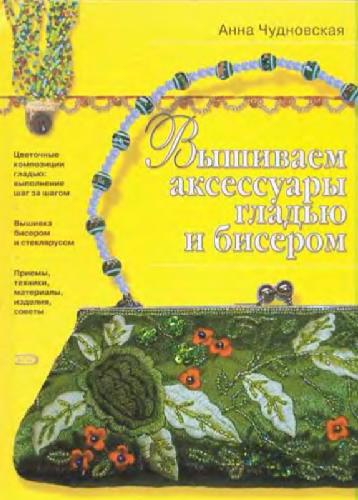 Анна Чудновская
Вышиваем
аксессуары
гладью
и бисером
Цветочные
композиции
гладью:
выполнение
шаг за шагом
Вышивка
бисером
и стеклярусом
Приемы,
техники,
материалы,
изделия,
советы